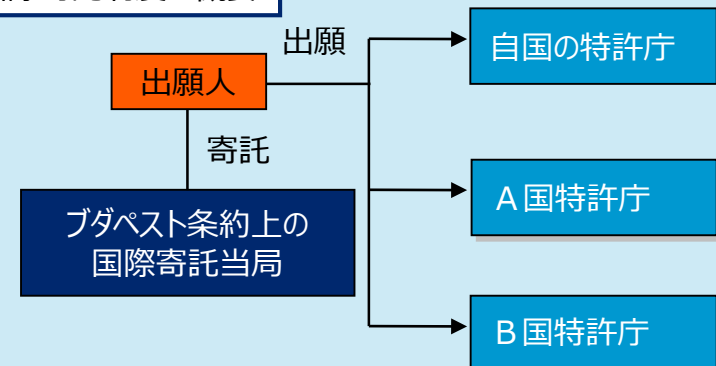 出願
自国の特許庁
出願人
寄託
A国特許庁
ブダペスト条約上の
国際寄託当局
B国特許庁